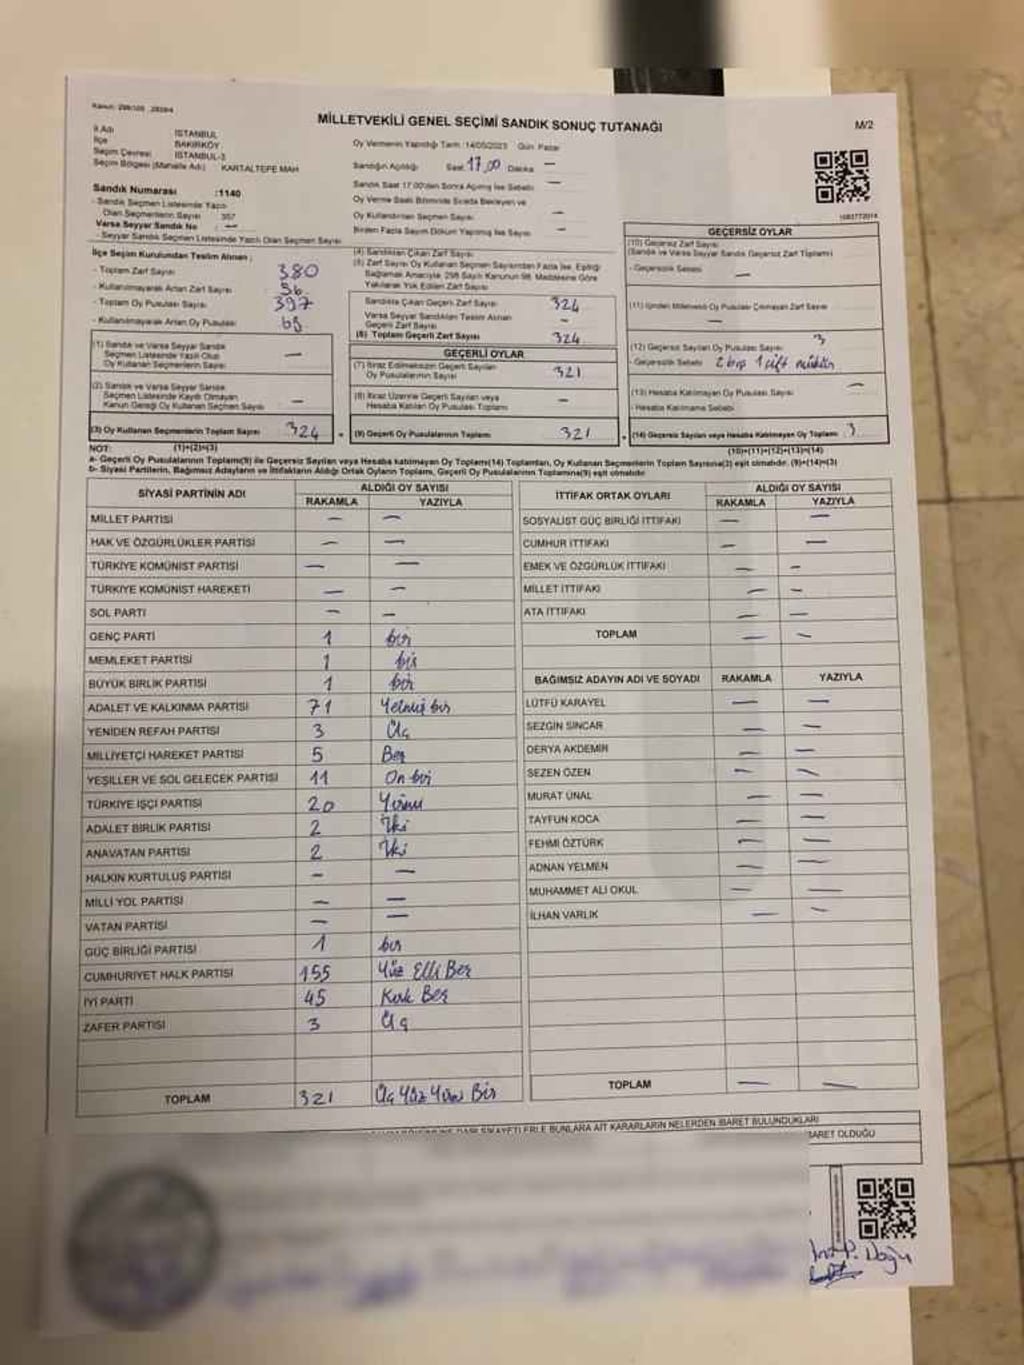 Kanun: 298/105 , 2839/4
MİLLETVEKİLİ GENEL SEÇİMİ SANDIK SONUÇ TUTANAĞI
M/2
İl Adı İSTANBUL
İlçe BAKIRKÖY
Seçim Çevresi İSTANBUL-3
Seçim Bölgesi (Mahalle Adı) KARTALTEPE MAH
Oy Vermenin Yapıldığı Tarih :14/05/2023 Gün: Pazar
Sandığın Açıldığı Saat 17,00 Dakika —
Sandık Saat 17.00'den Sonra Açılmış İse Sebebi —
Oy Verme Saati Bitiminde Sırada Bekleyen ve
Oy Kullandırılan Seçmen Sayısı —
Birden Fazla Sayım Döküm Yapılmış İse Sayısı —
Sandık Numarası :1140
- Sandık Seçmen Listesinde Yazılı
Olan Seçmenlerin Sayısı 357
Varsa Seyyar Sandık No : —
- Seyyar Sandık Seçmen Listesinde Yazılı Olan Seçmen Sayısı
İlçe Seçim Kurulundan Teslim Alınan ;
- Toplam Zarf Sayısı : 380
- Kullanılmayarak Artan Zarf Sayısı : 56
- Toplam Oy Pusulası Sayısı : 397
- Kullanılmayarak Artan Oy Pusulası :
(1) Sandık ve Varsa Seyyar Sandık
Seçmen Listesinde Yazılı Olup
Oy Kullanan Seçmenlerin Sayısı —
(2) Sandık ve Varsa Seyyar Sandık
Seçmen Listesinde Kaydı Olmayan
Kanun Gereği Oy Kullanan Seçmen Sayısı —
(3) Oy Kullanan Seçmenlerin Toplam Sayısı 324
(4) Sandıktan Çıkan Zarf Sayısı
(5) Zarf Sayısı Oy Kullanan Seçmen Sayısından Fazla İse, Eşitliği
Sağlamak Amacıyla 298 Sayılı Kanunun 98. Maddesine Göre
Yakılarak Yok Edilen Zarf Sayısı
Sandıkta Çıkan Geçerli Zarf Sayısı 324
Varsa Seyyar Sandıktan Teslim Alınan
Geçerli Zarf Sayısı —
(6) Toplam Geçerli Zarf Sayısı 324
GEÇERLİ OYLAR
(7) İtiraz Edilmeksizin Geçerli Sayılan
Oy Pusulalarının Sayısı 321
(8) İtiraz Üzerine Geçerli Sayılan veya
Hesaba Katılan Oy Pusulası Toplamı —
= (9) Geçerli Oy Pusulalarının Toplamı 321
GEÇERSİZ OYLAR
(10) Geçersiz Zarf Sayısı
(Sandık ve Varsa Seyyar Sandık Geçersiz Zarf Toplamı)
- Geçersizlik Sebebi : —
(11) İçinden Milletvekili Oy Pusulası Çıkmayan Zarf Sayısı
—
(12) Geçersiz Sayılan Oy Pusulası Sayısı : 3
- Geçersizlik Sebebi : 2 boş 1 çift mühür
(13) Hesaba Katılmayan Oy Pusulası Sayısı : —
- Hesaba Katılmama Sebebi
+ (14) Geçersiz Sayılan veya Hesaba Katılmayan Oy Toplamı 3
NOT: (1)+(2)=(3) (10)+(11)+(12)+(13)=(14)
a- Geçerli Oy Pusulalarının Toplamı(9) ile Geçersiz Sayılan veya Hesaba katılmayan Oy Toplamı(14) Toplamları, Oy Kullanan Seçmenlerin Toplam Sayısına(3) eşit olmalıdır. (9)+(14)=(3)
b- Siyasi Partilerin, Bağımsız Adayların ve İttifakların Aldığı Ortak Oyların Toplamı, Geçerli Oy Pusulalarının Toplamına(9) eşit olmalıdır
SİYASİ PARTİNİN ADI ALDIĞI OY SAYISI
RAKAMLA YAZIYLA
MİLLET PARTİSİ — —
HAK VE ÖZGÜRLÜKLER PARTİSİ — —
TÜRKİYE KOMÜNİST PARTİSİ — —
TÜRKİYE KOMÜNİST HAREKETİ — —
SOL PARTİ — —
GENÇ PARTİ 1 bir
MEMLEKET PARTİSİ 1 bir
BÜYÜK BİRLİK PARTİSİ 1 bir
ADALET VE KALKINMA PARTİSİ 71 Yetmiş bir
YENİDEN REFAH PARTİSİ 3 Üç
MİLLİYETÇİ HAREKET PARTİSİ 5 Beş
YEŞİLLER VE SOL GELECEK PARTİSİ 11 On bir
TÜRKİYE İŞÇİ PARTİSİ 20 Yirmi
ADALET BİRLİK PARTİSİ 2 İki
ANAVATAN PARTİSİ 2 İki
HALKIN KURTULUŞ PARTİSİ — —
MİLLİ YOL PARTİSİ — —
VATAN PARTİSİ — —
GÜÇ BİRLİĞİ PARTİSİ 1 bir
CUMHURİYET HALK PARTİSİ 155 Yüz Elli Beş
İYİ PARTİ 45 Kırk Beş
ZAFER PARTİSİ 3 Üç
TOPLAM 321 Üç Yüz Yirmi Bir
İTTİFAK ORTAK OYLARI ALDIĞI OY SAYISI
RAKAMLA YAZIYLA
SOSYALİST GÜÇ BİRLİĞİ İTTİFAKI — —
CUMHUR İTTİFAKI — —
EMEK VE ÖZGÜRLÜK İTTİFAKI — —
MİLLET İTTİFAKI — —
ATA İTTİFAKI — —
TOPLAM — —
BAĞIMSIZ ADAYIN ADI VE SOYADI RAKAMLA YAZIYLA
LÜTFÜ KARAYEL — —
SEZGİN SİNCAR — —
DERYA AKDEMİR — —
SEZEN ÖZEN — —
MURAT ÜNAL — —
TAYFUN KOCA — —
FEHMİ ÖZTÜRK — —
ADNAN YELMEN — —
MUHAMMET ALİ OKUL — —
İLHAN VARLIK — —
TOPLAM — —
ŞİKAYETLERLE BUNLARA AİT KARARLARIN NELERDEN İBARET BULUNDUKLARI
İBARET OLDUĞU